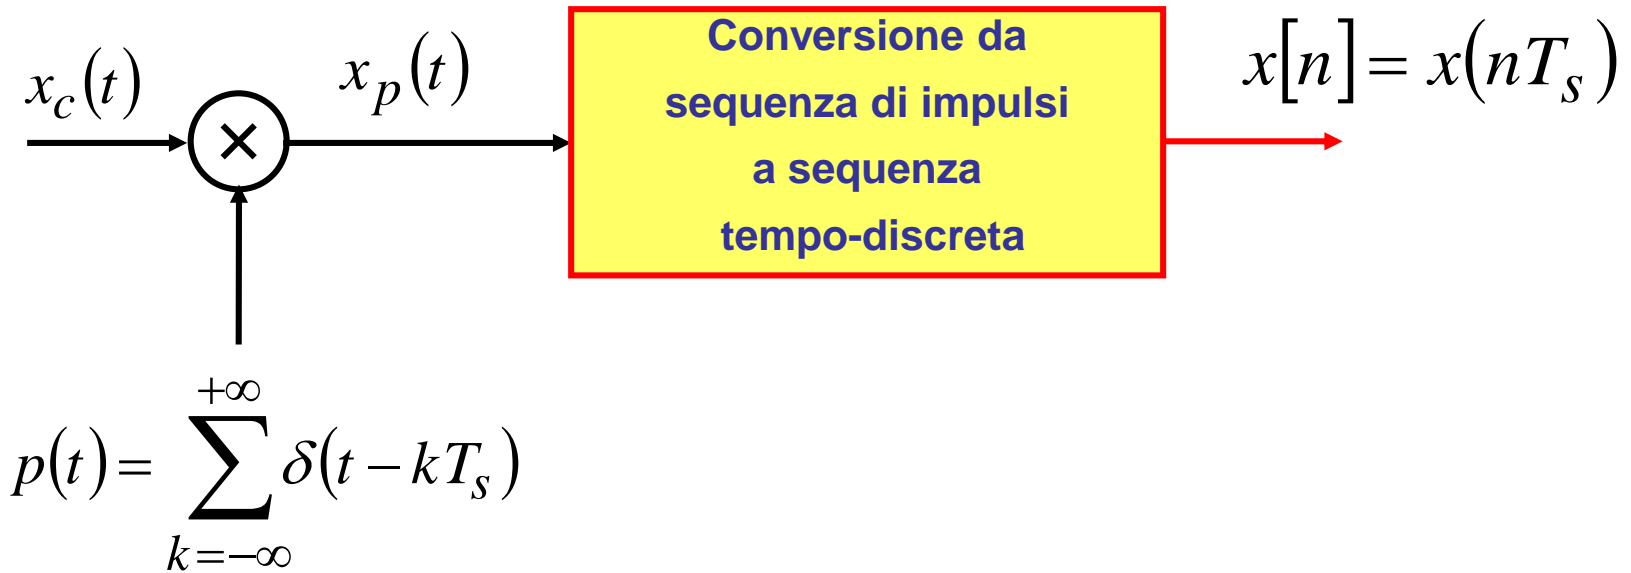 x_c(t)
x_p(t)
Conversione da
sequenza di impulsi
a sequenza
tempo-discreta
x[n] = x(nT_s)
×
+∞
p(t) = ∑ δ(t − kT_s)
k=−∞